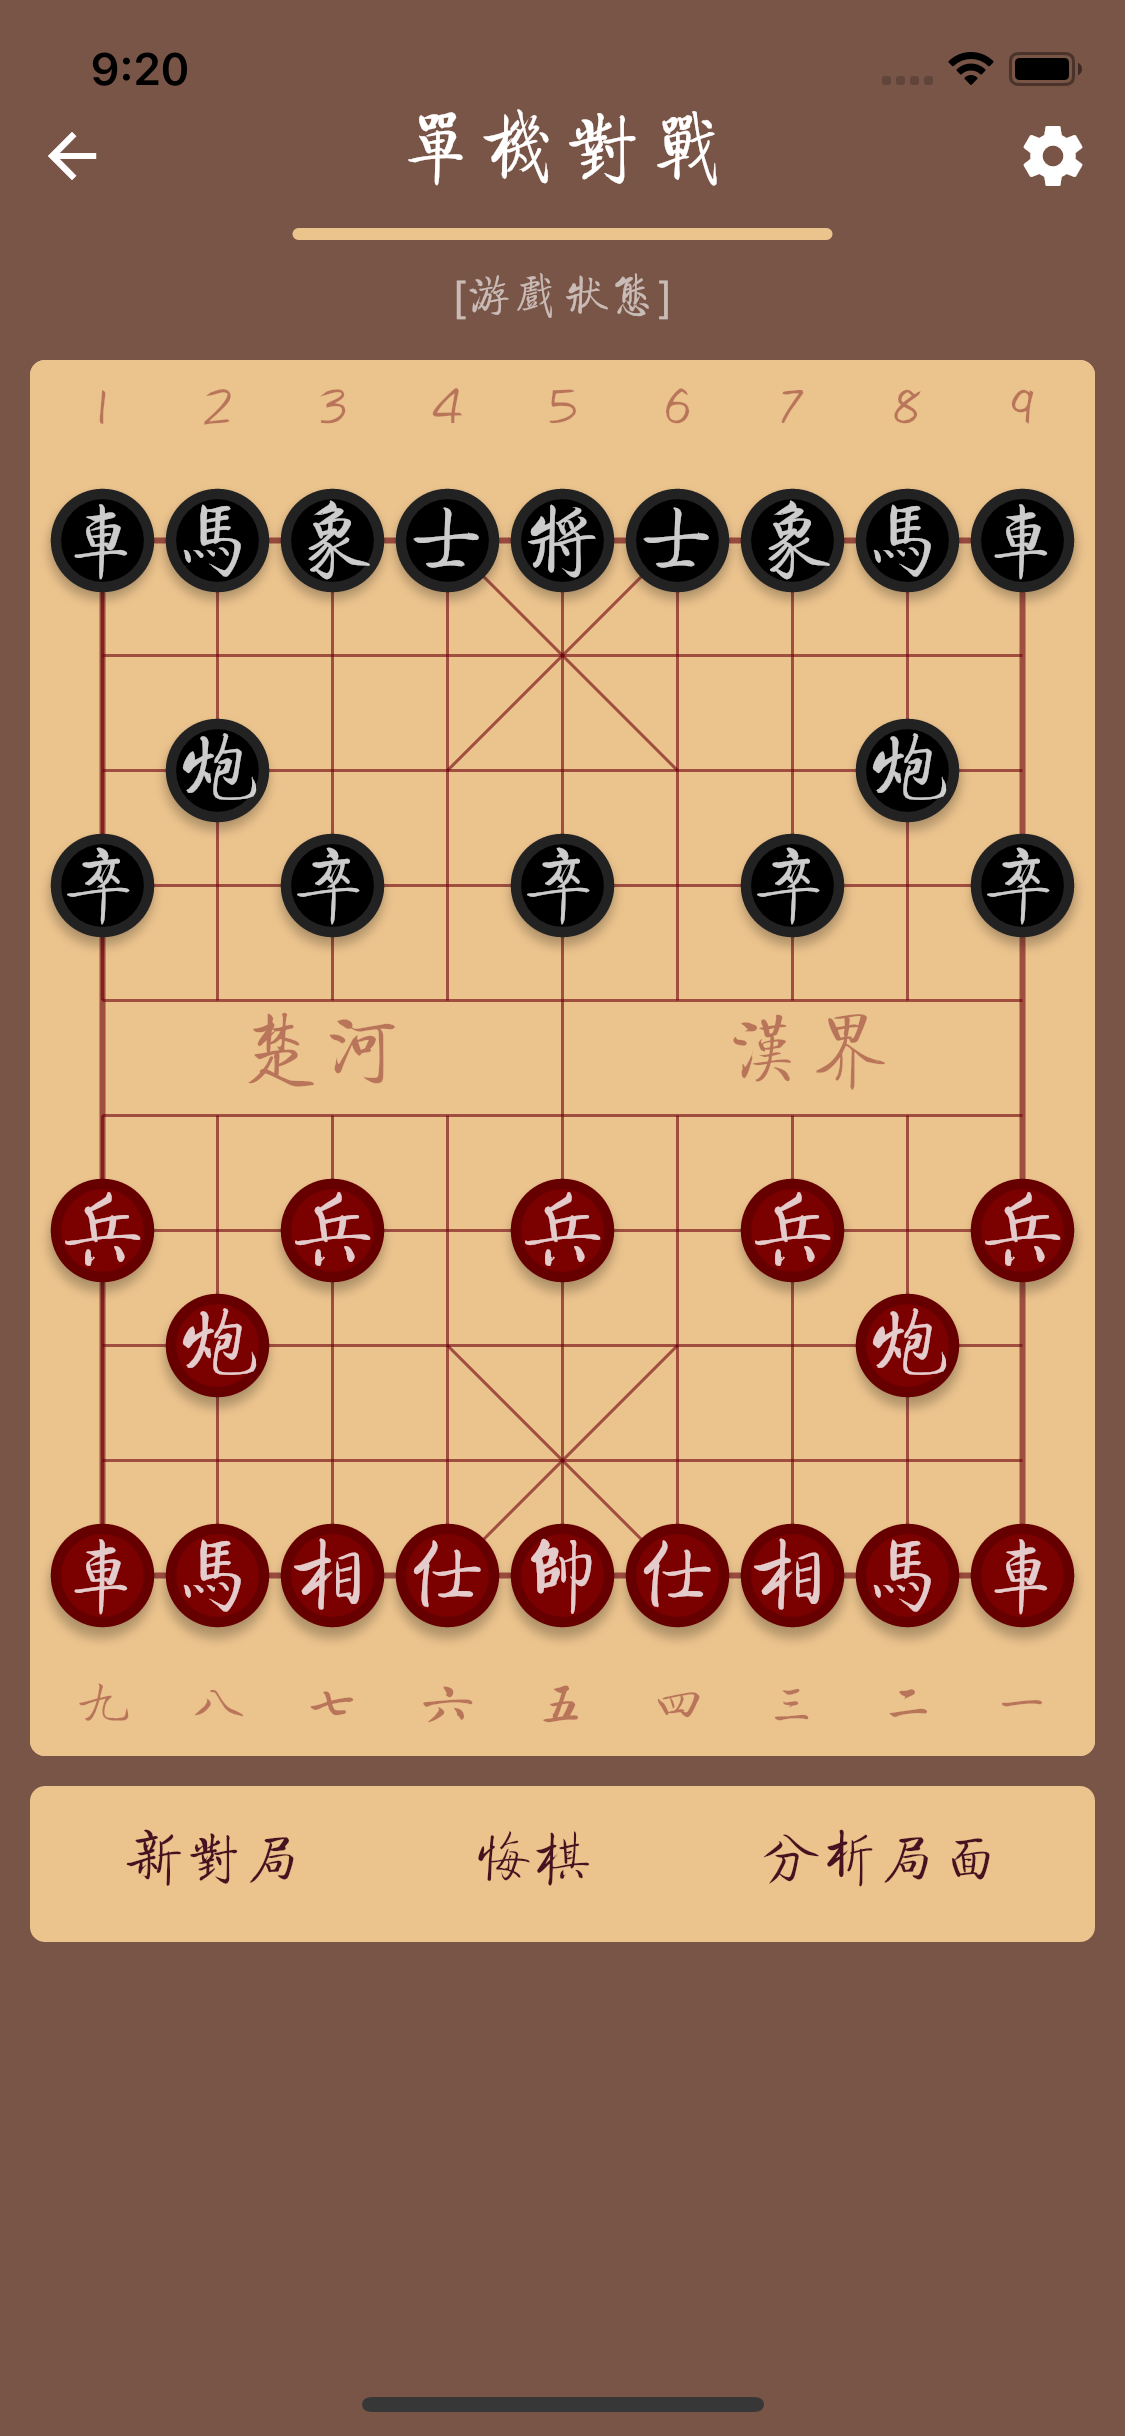 9:20
單機對戰
[游戲狀態]
1 2 3 4 5 6 7 8 9
車 馬 象 士 將 士 象 馬 車
炮 炮
卒 卒 卒 卒 卒
楚河 漢界
兵 兵 兵 兵 兵
炮 炮
車 馬 相 仕 帥 仕 相 馬 車
九 八 七 六 五 四 三 二 一
新對局 悔棋 分析局面